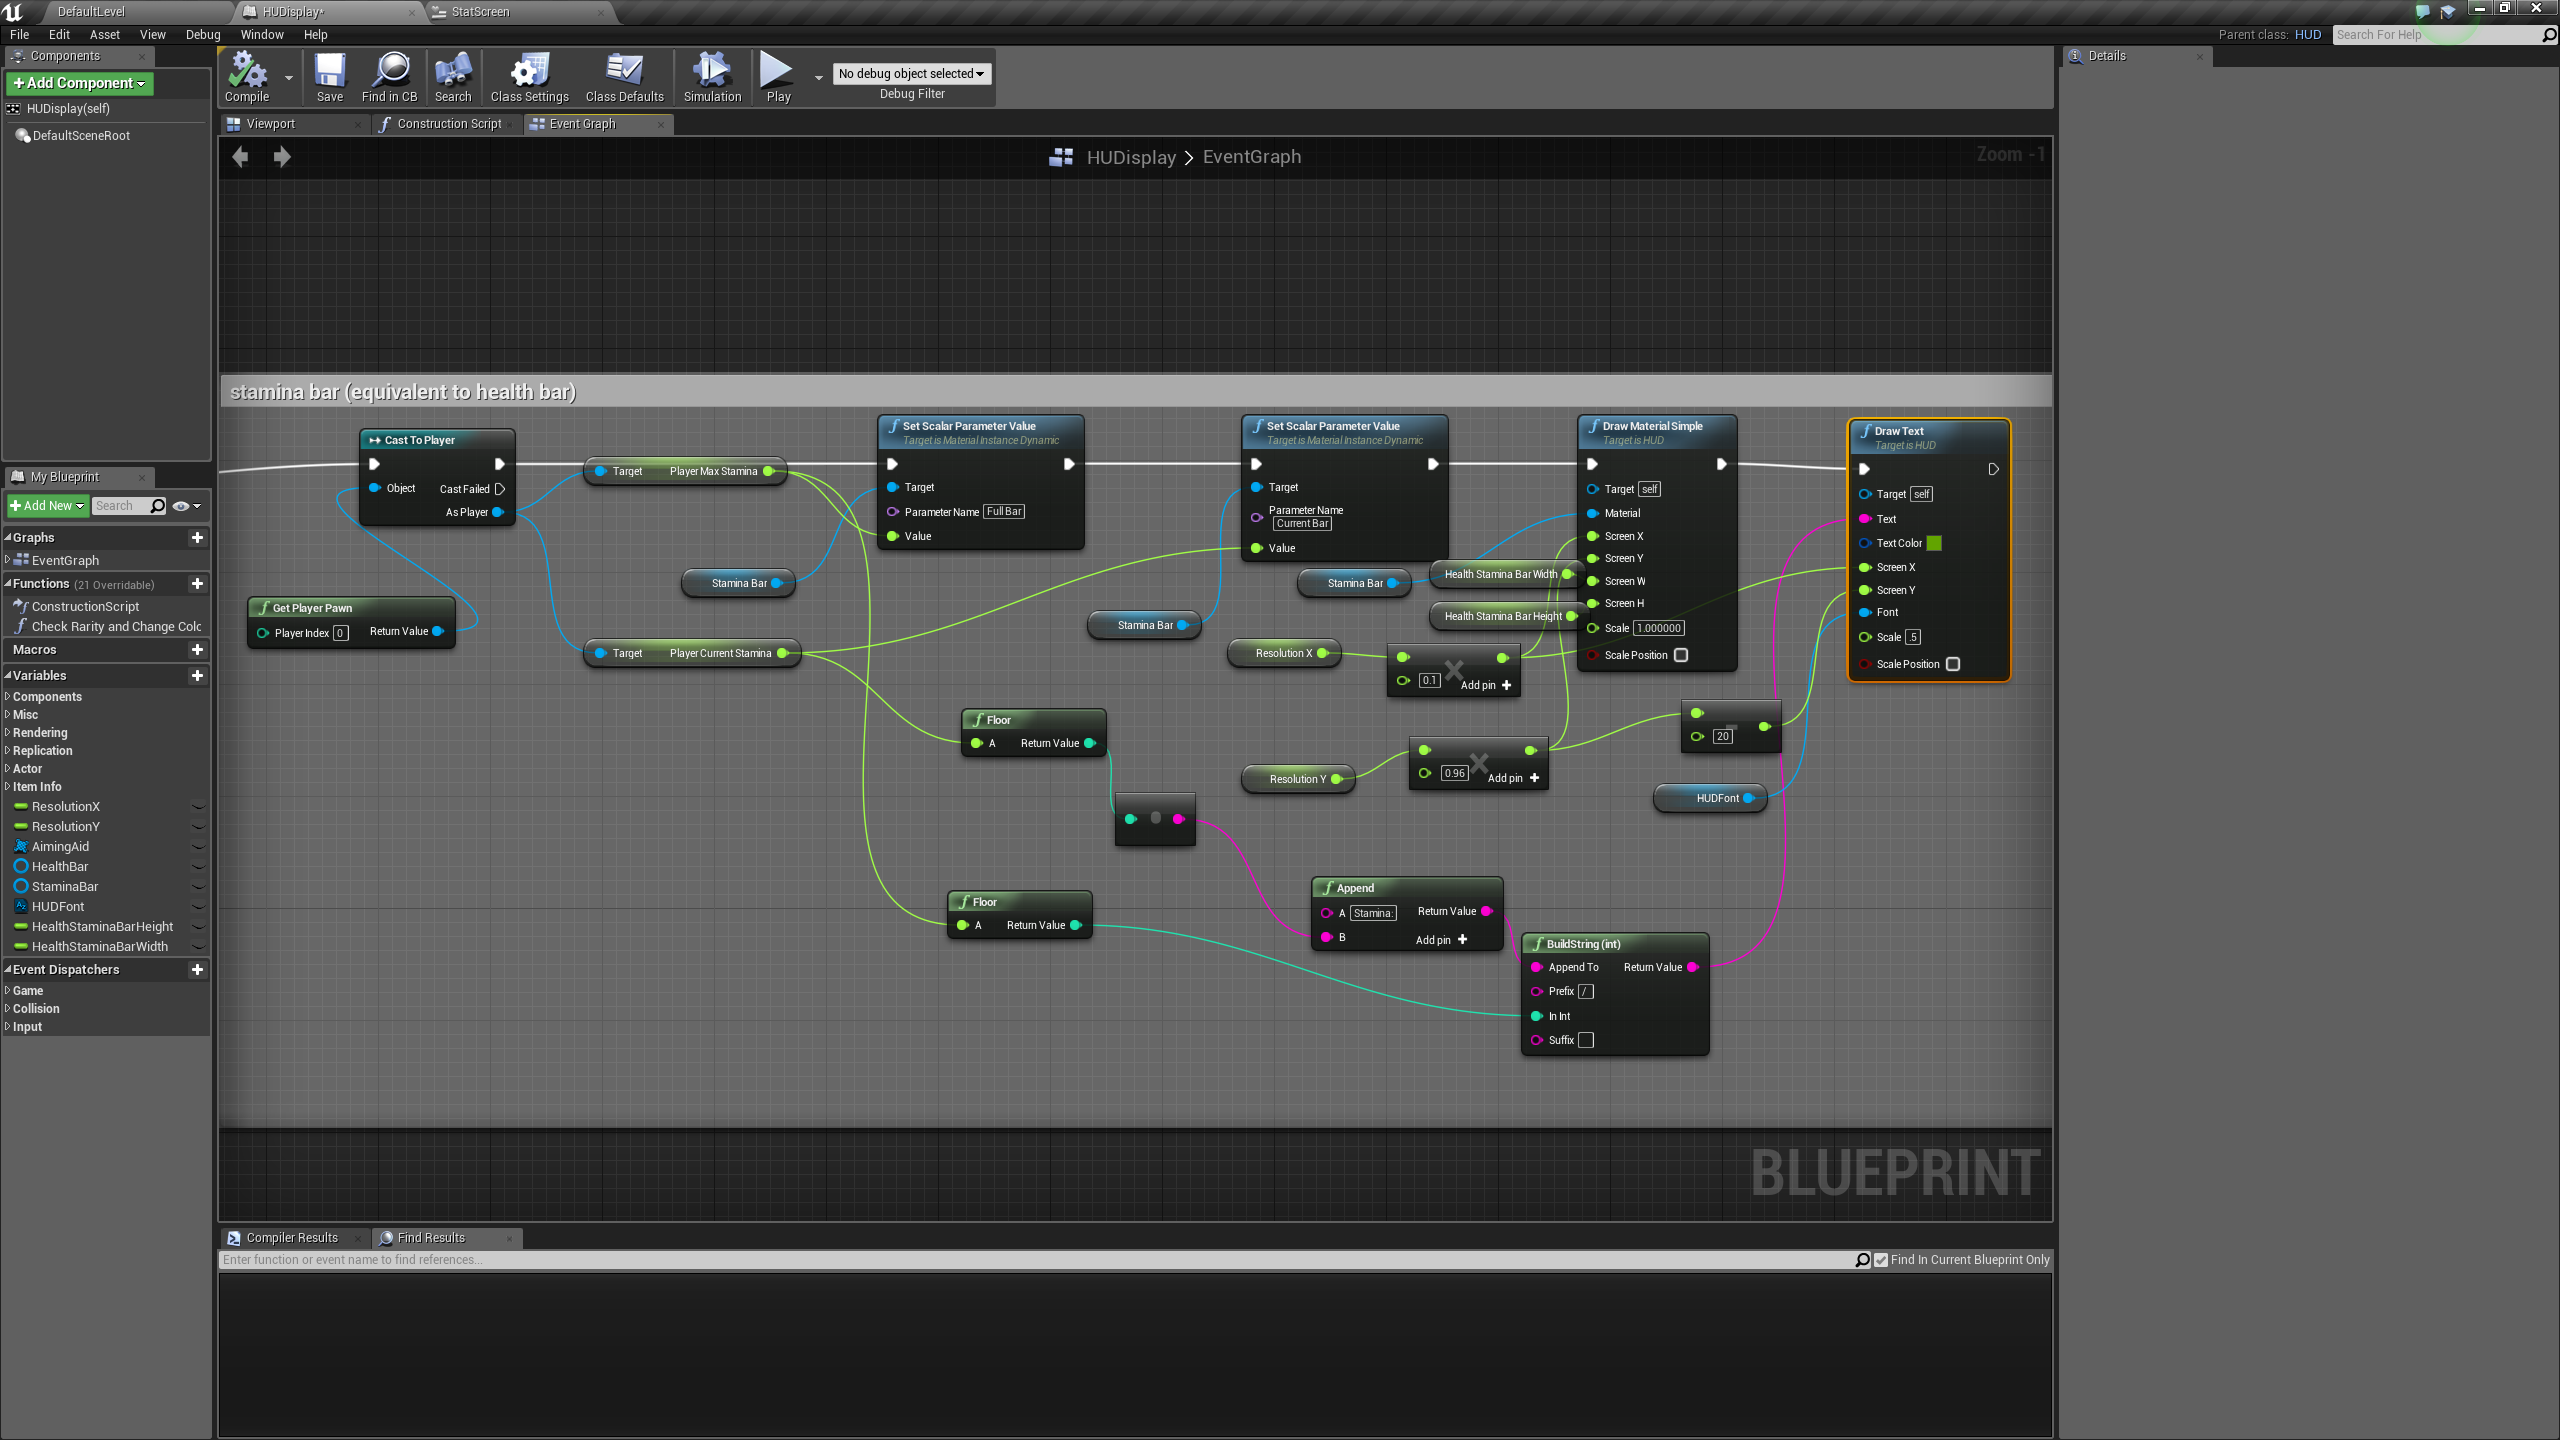 DefaultLevel
HUDisplay*
StatScreen
File Edit Asset View Debug Window Help
Parent class: HUD
Search For Help
Components
+Add Component
HUDisplay(self)
DefaultSceneRoot
Compile
Save
Find in CB
Search
Class Settings
Class Defaults
Simulation
Play
No debug object selected
Debug Filter
Details
Viewport
Construction Script
Event Graph
HUDisplay > EventGraph
Zoom -1
My Blueprint
+Add New
Search
Graphs
EventGraph
Functions (21 Overridable)
ConstructionScript
Check Rarity and Change Colo
Macros
Variables
Components
Misc
Rendering
Replication
Actor
Item Info
ResolutionX
ResolutionY
AimingAid
HealthBar
StaminaBar
HUDFont
HealthStaminaBarHeight
HealthStaminaBarWidth
Event Dispatchers
Game
Collision
Input
stamina bar (equivalent to health bar)
Cast To Player
Object
Cast Failed
As Player
Get Player Pawn
Player Index 0
Return Value
Target Player Max Stamina
Stamina Bar
Target Player Current Stamina
Set Scalar Parameter Value
Target is Material Instance Dynamic
Target
Parameter Name Full Bar
Value
Set Scalar Parameter Value
Target is Material Instance Dynamic
Target
Parameter Name
Current Bar
Value
Stamina Bar
Stamina Bar
Health Stamina Bar Width
Health Stamina Bar Height
Resolution X
0.1
Add pin +
Resolution Y
0.96
Add pin +
Draw Material Simple
Target is HUD
Target self
Material
Screen X
Screen Y
Screen W
Screen H
Scale 1.000000
Scale Position
Draw Text
Target is HUD
Target self
Text
Text Color
Screen X
Screen Y
Font
Scale .5
Scale Position
20
HUDFont
Floor
A Return Value
Floor
A Return Value
Append
A Stamina: Return Value
B Add pin +
BuildString (int)
Append To Return Value
Prefix /
In Int
Suffix
BLUEPRINT
Compiler Results
Find Results
Enter function or event name to find references...
Find In Current Blueprint Only